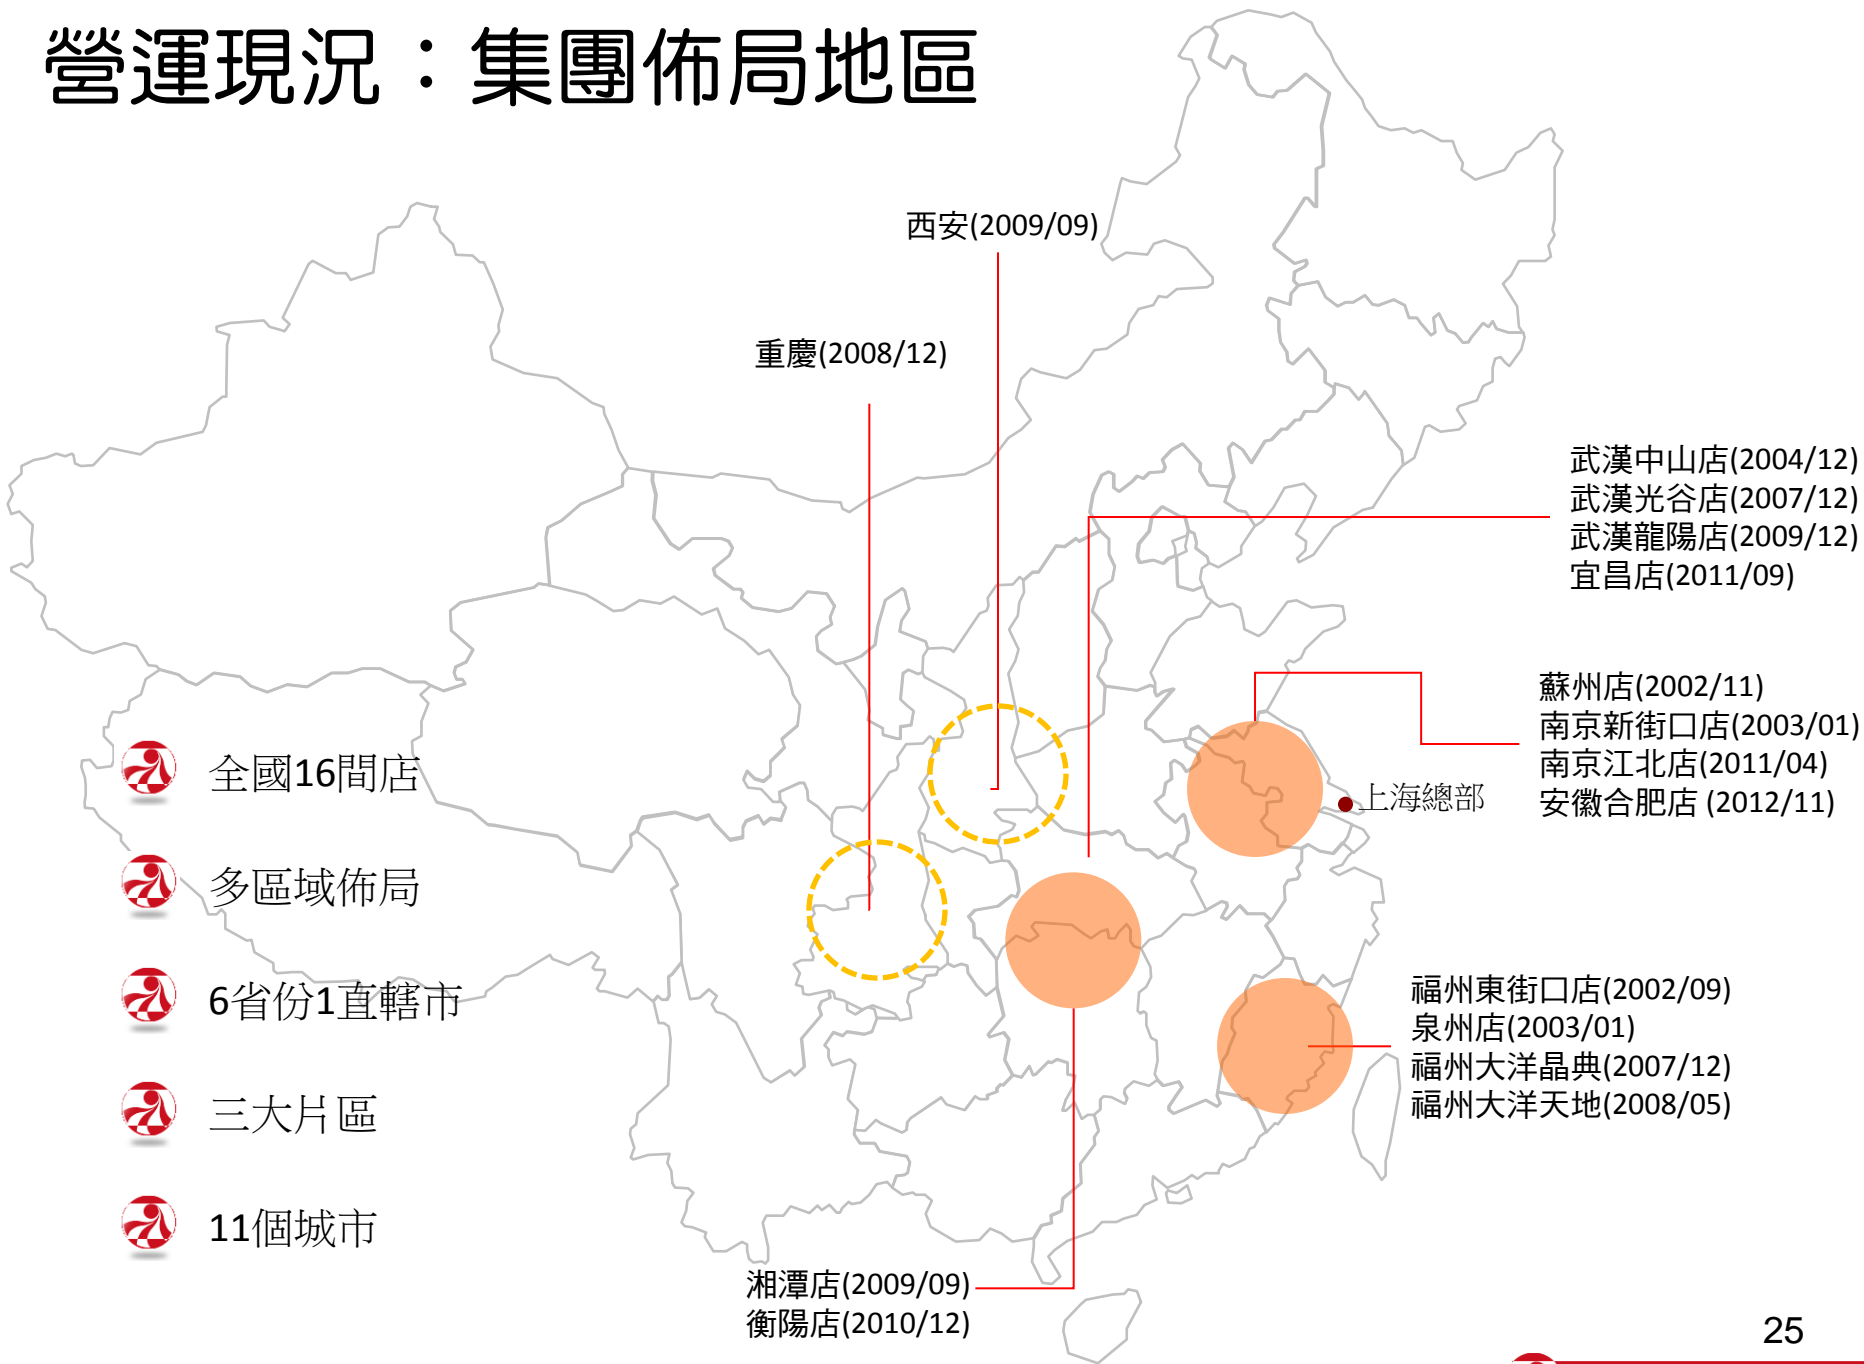 營運現況：集團佈局地區
西安(2009/09)
重慶(2008/12)
武漢中山店(2004/12)
武漢光谷店(2007/12)
武漢龍陽店(2009/12)
宜昌店(2011/09)
蘇州店(2002/11)
南京新街口店(2003/01)
南京江北店(2011/04)
安徽合肥店 (2012/11)
上海總部
全國16間店
多區域佈局
6省份1直轄市
三大片區
11個城市
福州東街口店(2002/09)
泉州店(2003/01)
福州大洋晶典(2007/12)
福州大洋天地(2008/05)
湘潭店(2009/09)
衡陽店(2010/12)
25